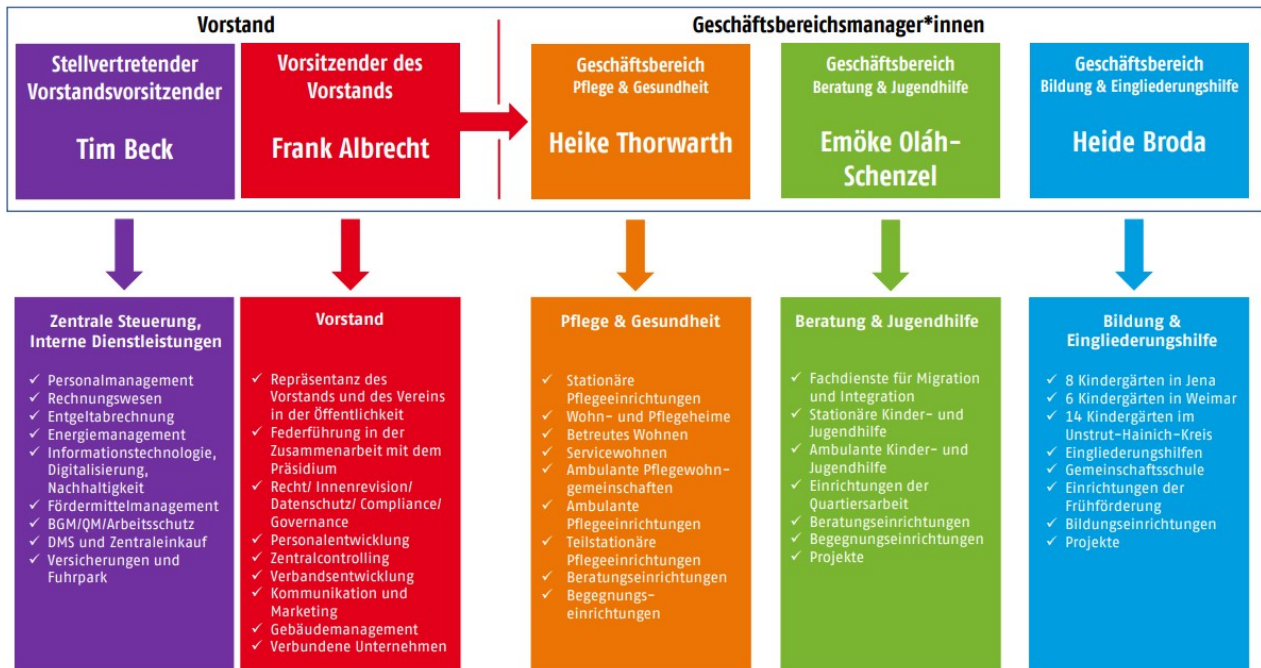 Vorstand
Geschäftsbereichsmanager*innen
Stellvertretender
Vorstandsvorsitzender
Tim Beck
Vorsitzender des
Vorstands
Frank Albrecht
Geschäftsbereich
Pflege & Gesundheit
Heike Thorwarth
Geschäftsbereich
Beratung & Jugendhilfe
Emöke Oláh-
Schenzel
Geschäftsbereich
Bildung & Eingliederungshilfe
Heide Broda
Zentrale Steuerung,
Interne Dienstleistungen
✓ Personalmanagement
✓ Rechnungswesen
✓ Entgeltabrechnung
✓ Energiemanagement
✓ Informationstechnologie,
Digitalisierung,
Nachhaltigkeit
✓ Fördermittelmanagement
✓ BGM/QM/Arbeitsschutz
✓ DMS und Zentraleinkauf
✓ Versicherungen und
Fuhrpark
Vorstand
✓ Repräsentanz des
Vorstands und des Vereins
in der Öffentlichkeit
✓ Federführung in der
Zusammenarbeit mit dem
Präsidium
✓ Recht/ Innenrevision/
Datenschutz/ Compliance/
Governance
✓ Personalentwicklung
✓ Zentralcontrolling
✓ Verbandsentwicklung
✓ Kommunikation und
Marketing
✓ Gebäudemanagement
✓ Verbundene Unternehmen
Pflege & Gesundheit
✓ Stationäre
Pflegeeinrichtungen
✓ Wohn- und Pflegeheime
✓ Betreutes Wohnen
✓ Servicewohnen
✓ Ambulante Pflegewohn-
gemeinschaften
✓ Ambulante
Pflegeeinrichtungen
✓ Teilstationäre
Pflegeeinrichtungen
✓ Beratungseinrichtungen
✓ Begegnungs-
einrichtungen
Beratung & Jugendhilfe
✓ Fachdienste für Migration
und Integration
✓ Stationäre Kinder- und
Jugendhilfe
✓ Ambulante Kinder- und
Jugendhilfe
✓ Einrichtungen der
Quartiersarbeit
✓ Beratungseinrichtungen
✓ Begegnungseinrichtungen
✓ Projekte
Bildung &
Eingliederungshilfe
✓ 8 Kindergärten in Jena
✓ 6 Kindergärten in Weimar
✓ 14 Kindergärten im
Unstrut-Hainich-Kreis
✓ Eingliederungshilfen
✓ Gemeinschaftsschule
✓ Einrichtungen der
Frühförderung
✓ Bildungseinrichtungen
✓ Projekte